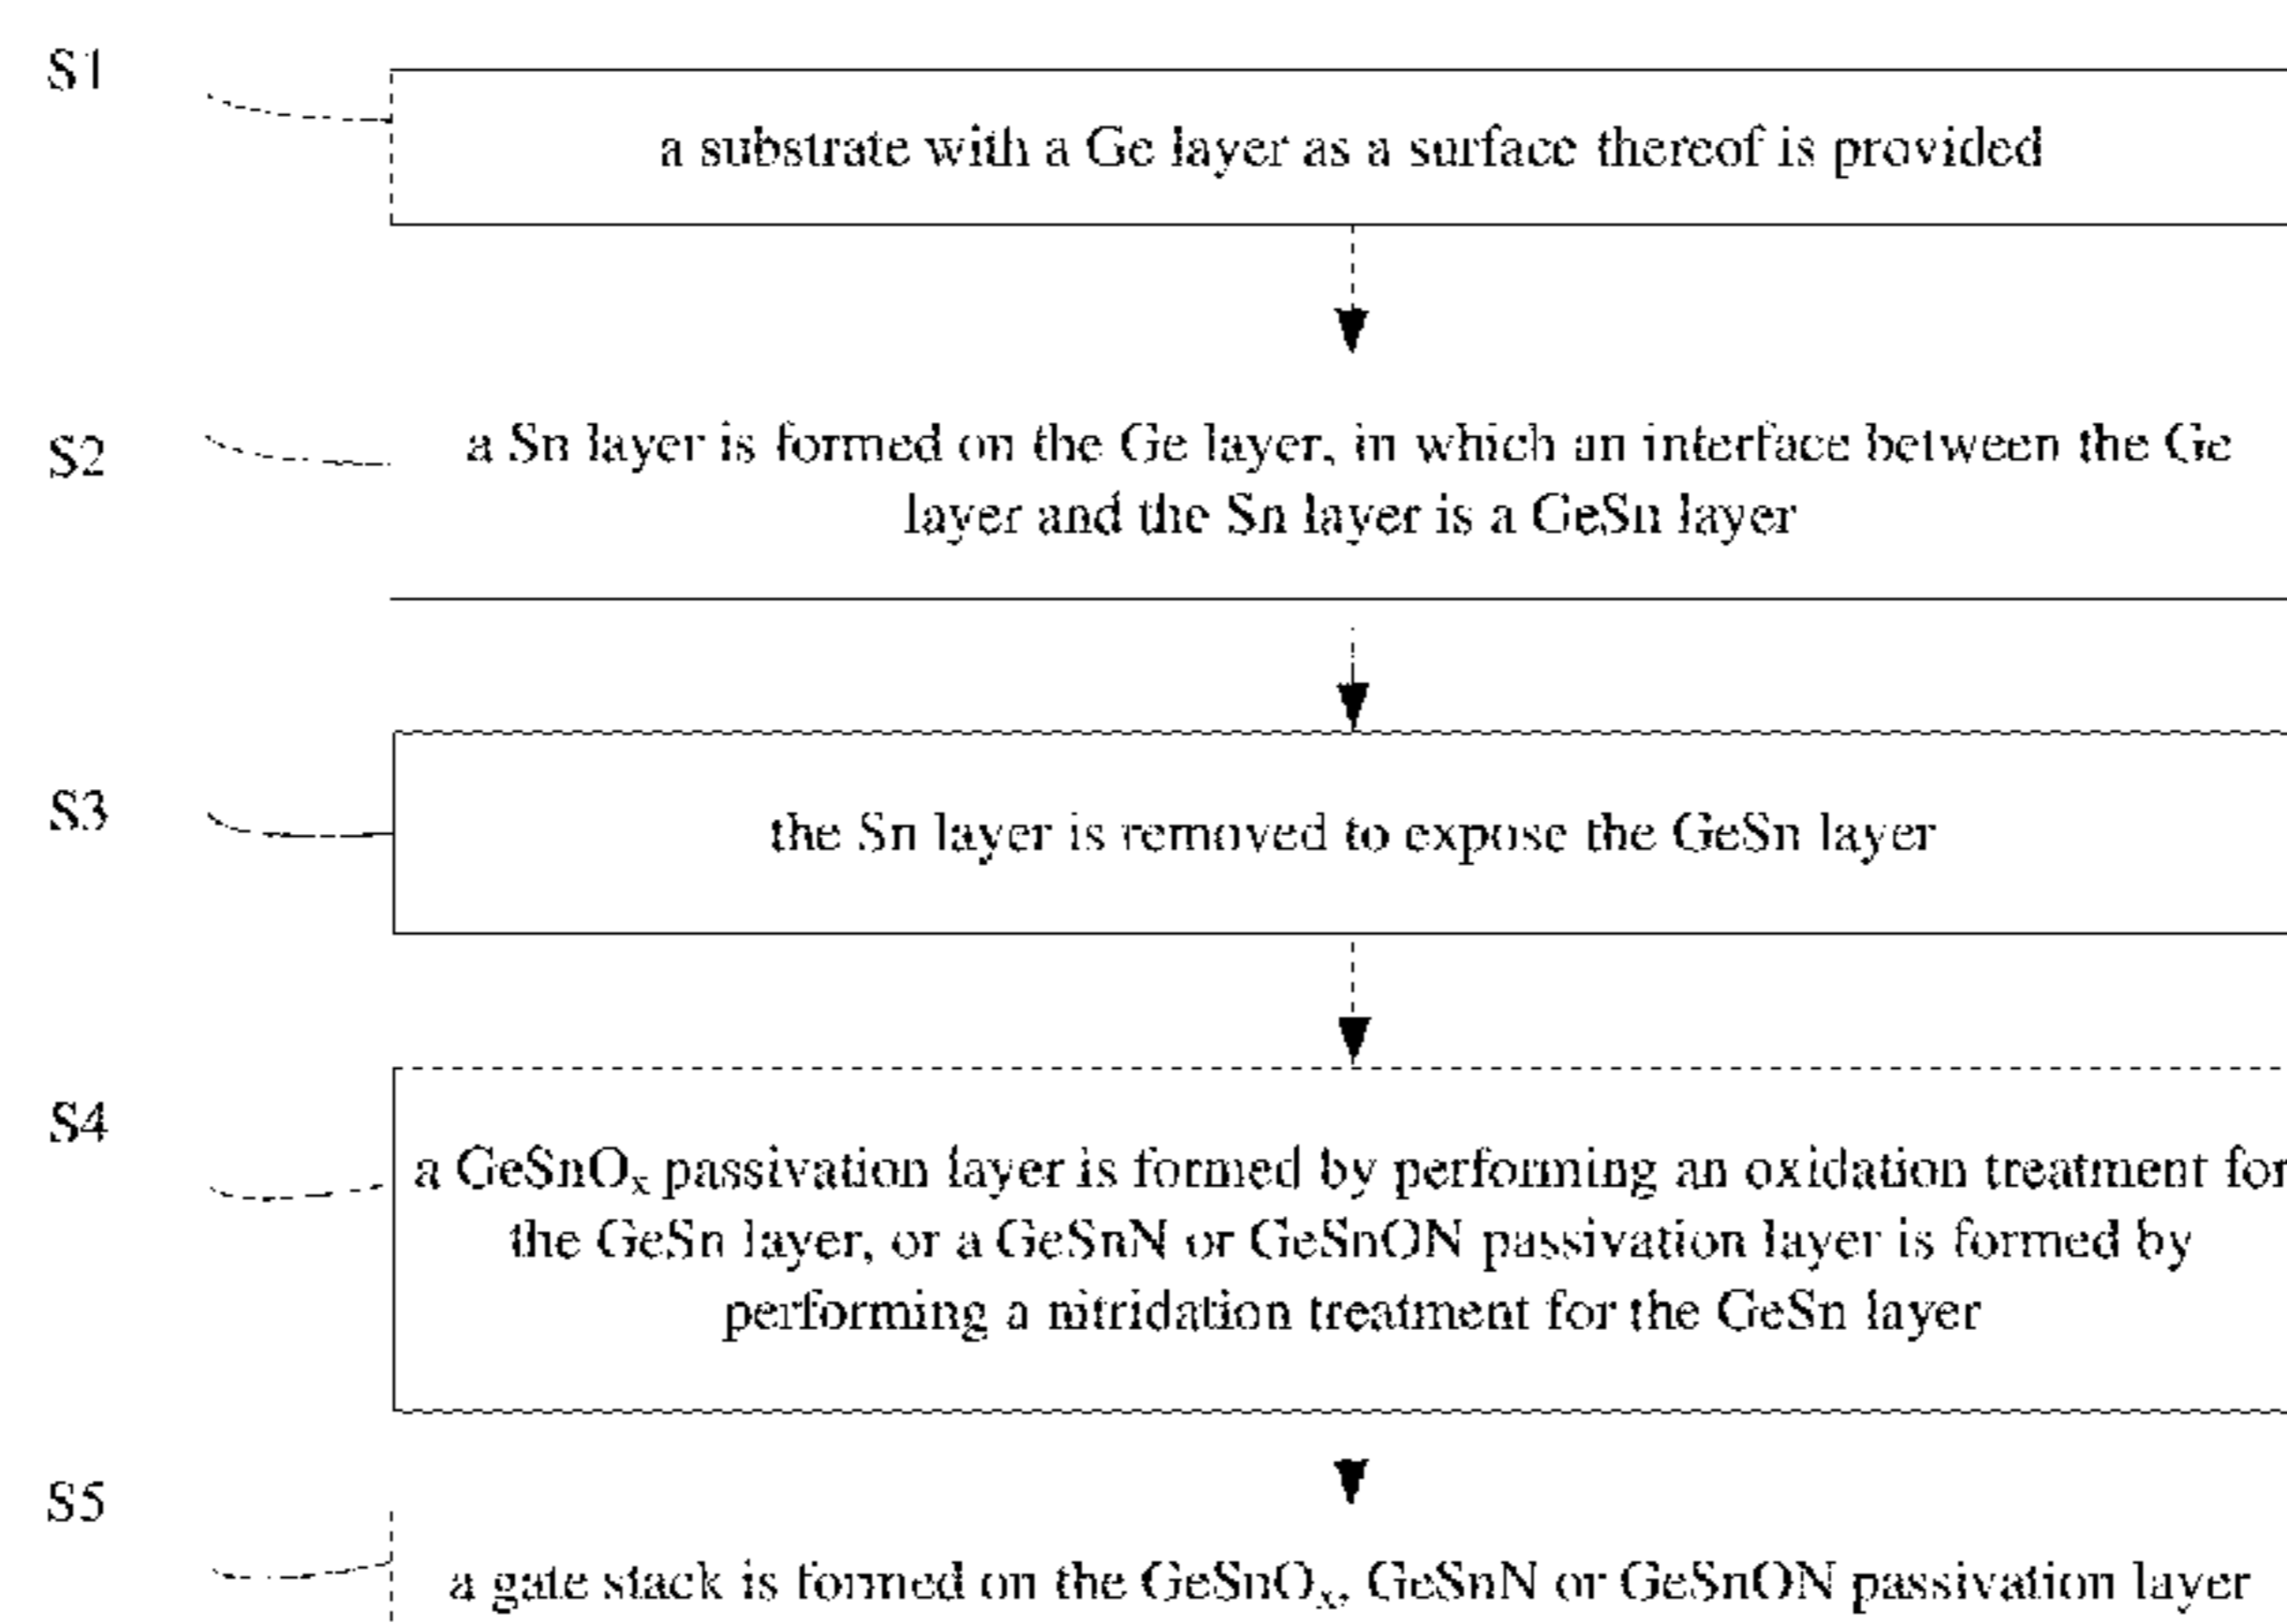 S1
a substrate with a Ge layer as a surface thereof is provided
S2
a Sn layer is formed on the Ge layer, in which an interface between the Ge
layer and the Sn layer is a GeSn layer
S3
the Sn layer is removed to expose the GeSn layer
S4
a GeSnOₓ passivation layer is formed by performing an oxidation treatment for
the GeSn layer, or a GeSnN or GeSnON passivation layer is formed by
performing a nitridation treatment for the GeSn layer
S5
a gate stack is formed on the GeSnOₓ, GeSnN or GeSnON passivation layer